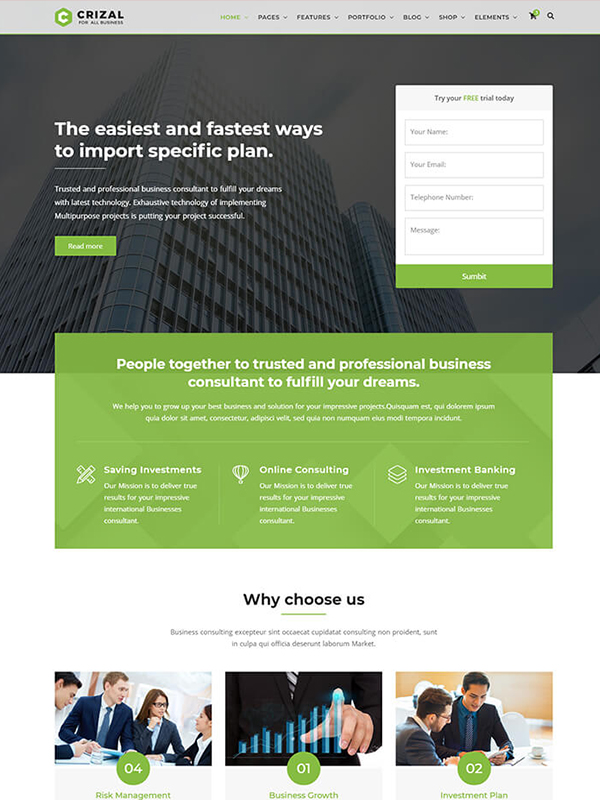 CRIZAL
FOR ALL BUSINESS
HOME PAGES FEATURES PORTFOLIO BLOG SHOP ELEMENTS 3
The easiest and fastest ways
to import specific plan.
Trusted and professional business consultant to fulfill your dreams
with latest technology. Exhaustive technology of implementing
Multipurpose projects is putting your project successful.
Read more
Try your FREE trial today
Your Name:
Your Email:
Telephone Number:
Message:
Sumbit
People together to trusted and professional business
consultant to fulfill your dreams.
We help you to grow up your best business and solution for your impressive projects.Quisquam est, qui dolorem ipsum
quia dolor sit amet, consectetur, adipisci velit, sed quia non numquam eius modi tempora incidunt.
Saving Investments
Our Mission is to deliver true
results for your impressive
international Businesses
consultant.
Online Consulting
Our Mission is to deliver true
results for your impressive
international Businesses
consultant.
Investment Banking
Our Mission is to deliver true
results for your impressive
international Businesses
consultant.
Why choose us
Business consulting excepteur sint occaecat cupidatat consulting non proident, sunt
in culpa qui officia deserunt laborum Market.
04
Risk Management
01
Business Growth
02
Investment Plan